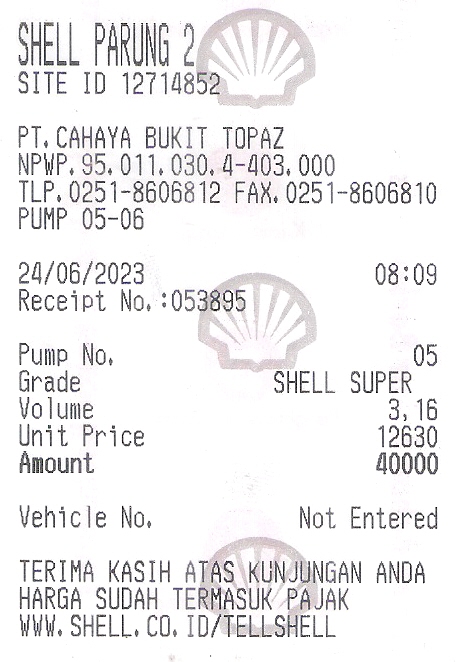 SHELL PARUNG 2
SITE ID 12714852
PT.CAHAYA BUKIT TOPAZ
NPWP.95.011.030.4-403.000
TLP.0251-8606812 FAX.0251-8606810
PUMP 05-06
24/06/2023 08:09
Receipt No.:053895
Pump No. 05
Grade SHELL SUPER
Volume 3.16
Unit Price 12630
Amount 40000
Vehicle No. Not Entered
TERIMA KASIH ATAS KUNJUNGAN ANDA
HARGA SUDAH TERMASUK PAJAK
WWW.SHELL.CO.ID/TELLSHELL